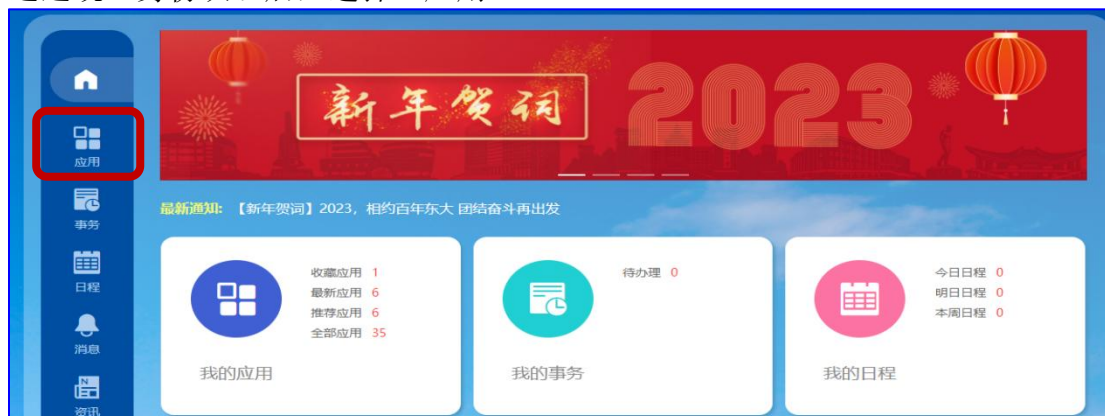 新年贺词 2023
应用
最新通知: 【新年贺词】2023, 相约百年东大 团结奋斗再出发
事务
日程
消息
资讯
收藏应用 1
最新应用 6
推荐应用 6
全部应用 35
我的应用
待办理 0
我的事务
今日日程 0
明日日程 0
本周日程 0
我的日程